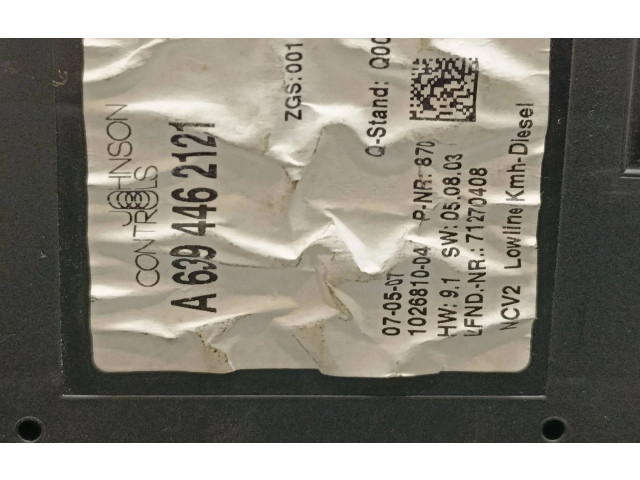 JOHNSON
CONTROLS
A 639 446 2121
ZGS: 001
Q-Stand: Q00
07-05-07
1026810-04 P-NR: 870
HW: 9.1 SW: 05.08.03
LFND.-NR.: 71270408
NCV2 Lowline Kmh-Diesel